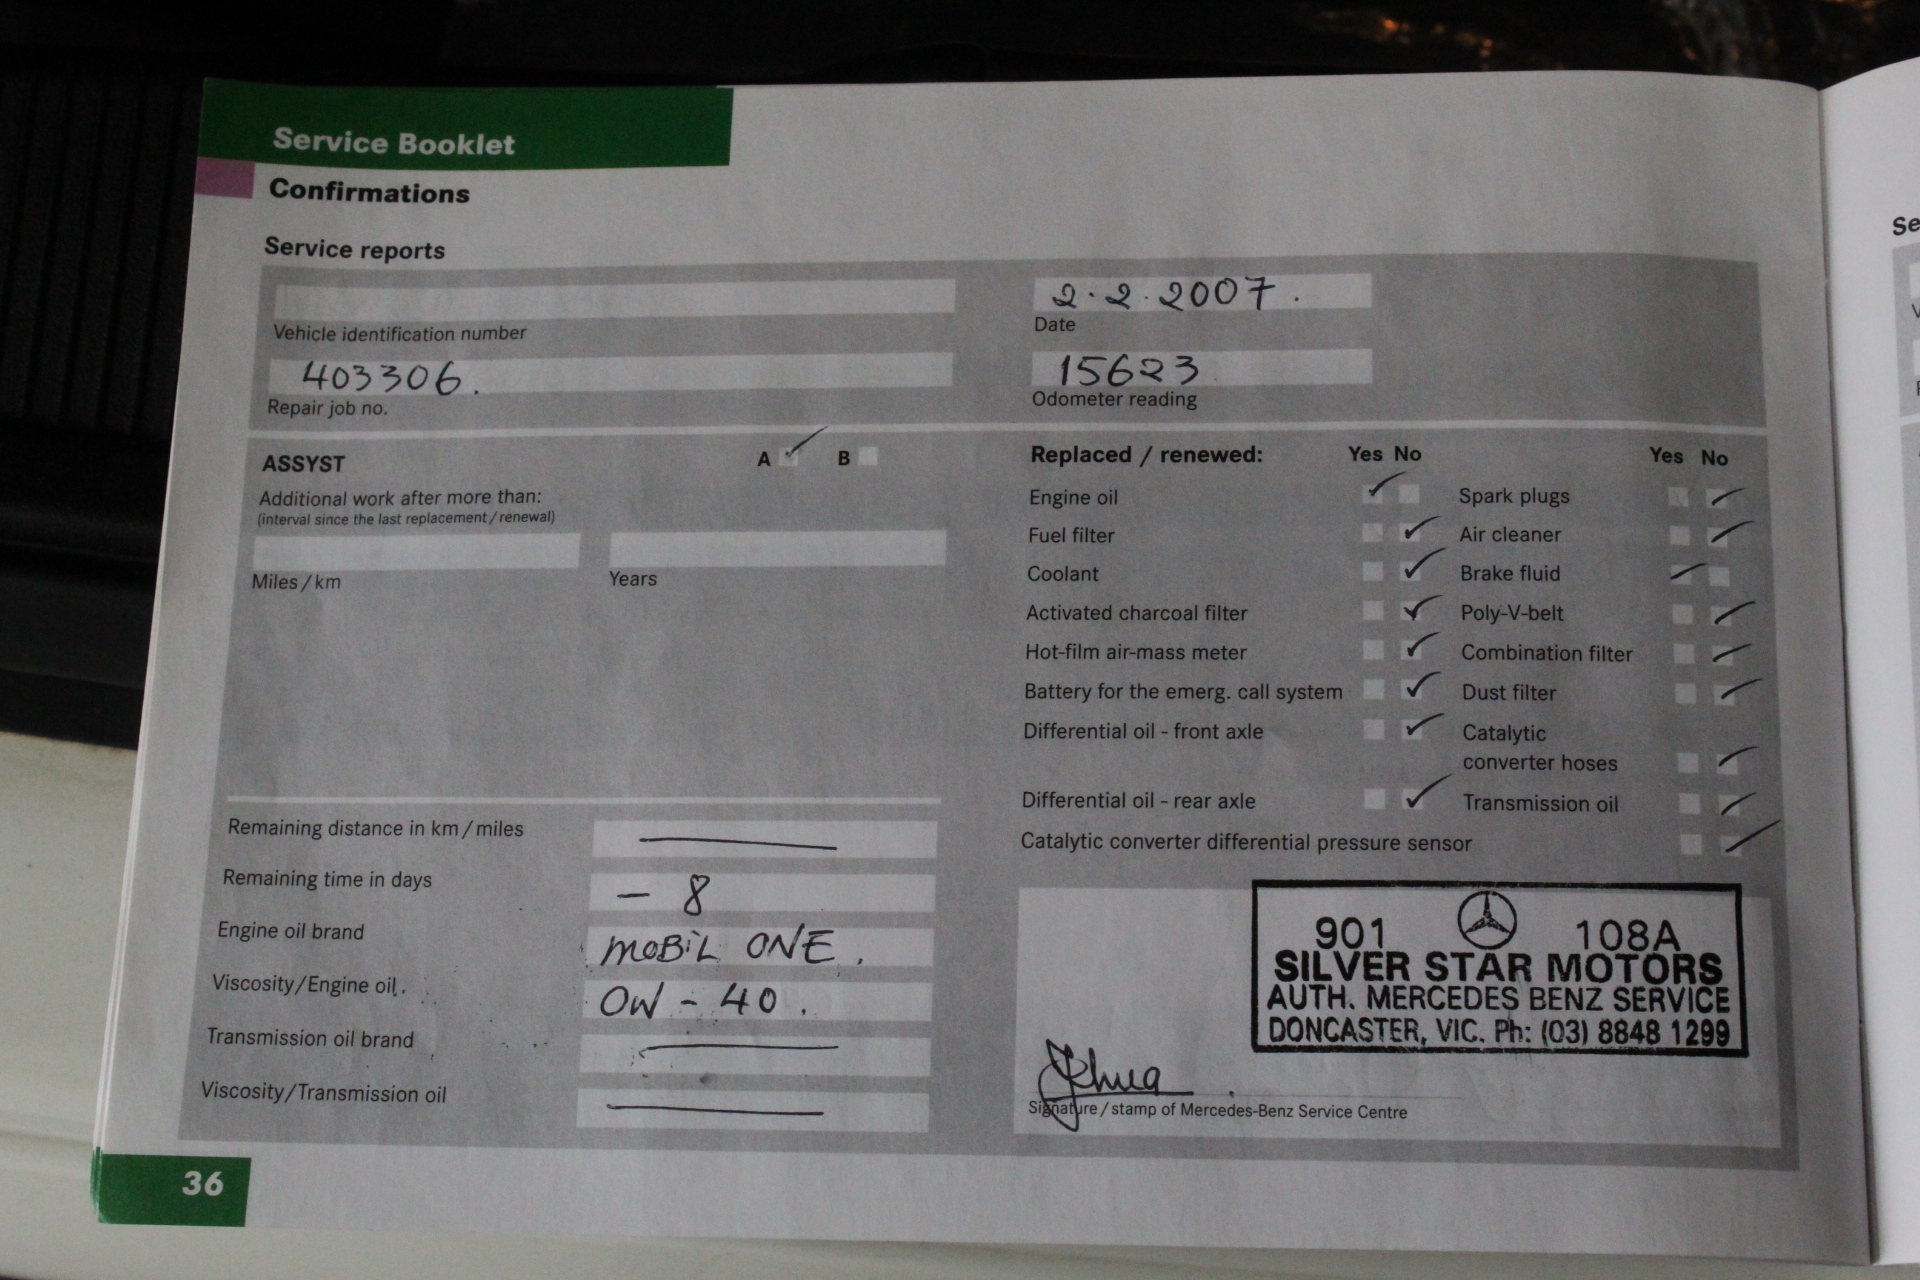 Service Booklet
Confirmations
Service reports
2.2.2007.
Vehicle identification number
Date
403306.
15623
Repair job no.
Odometer reading
ASSYST A B
Additional work after more than:
(interval since the last replacement/renewal)
Miles/km
Years
Replaced / renewed: Yes No Yes No
Engine oil
Spark plugs
Fuel filter
Air cleaner
Coolant
Brake fluid
Activated charcoal filter
Poly-V-belt
Hot-film air-mass meter
Combination filter
Battery for the emerg. call system
Dust filter
Differential oil - front axle
Catalytic
converter hoses
Differential oil - rear axle
Transmission oil
Catalytic converter differential pressure sensor
Remaining distance in km/miles
Remaining time in days - 8
Engine oil brand MOBIL ONE.
Viscosity/Engine oil. OW - 40.
Transmission oil brand
Viscosity/Transmission oil
901 108A
SILVER STAR MOTORS
AUTH. MERCEDES BENZ SERVICE
DONCASTER, VIC. Ph: (03) 8848 1299
Signature/stamp of Mercedes-Benz Service Centre
36
Se